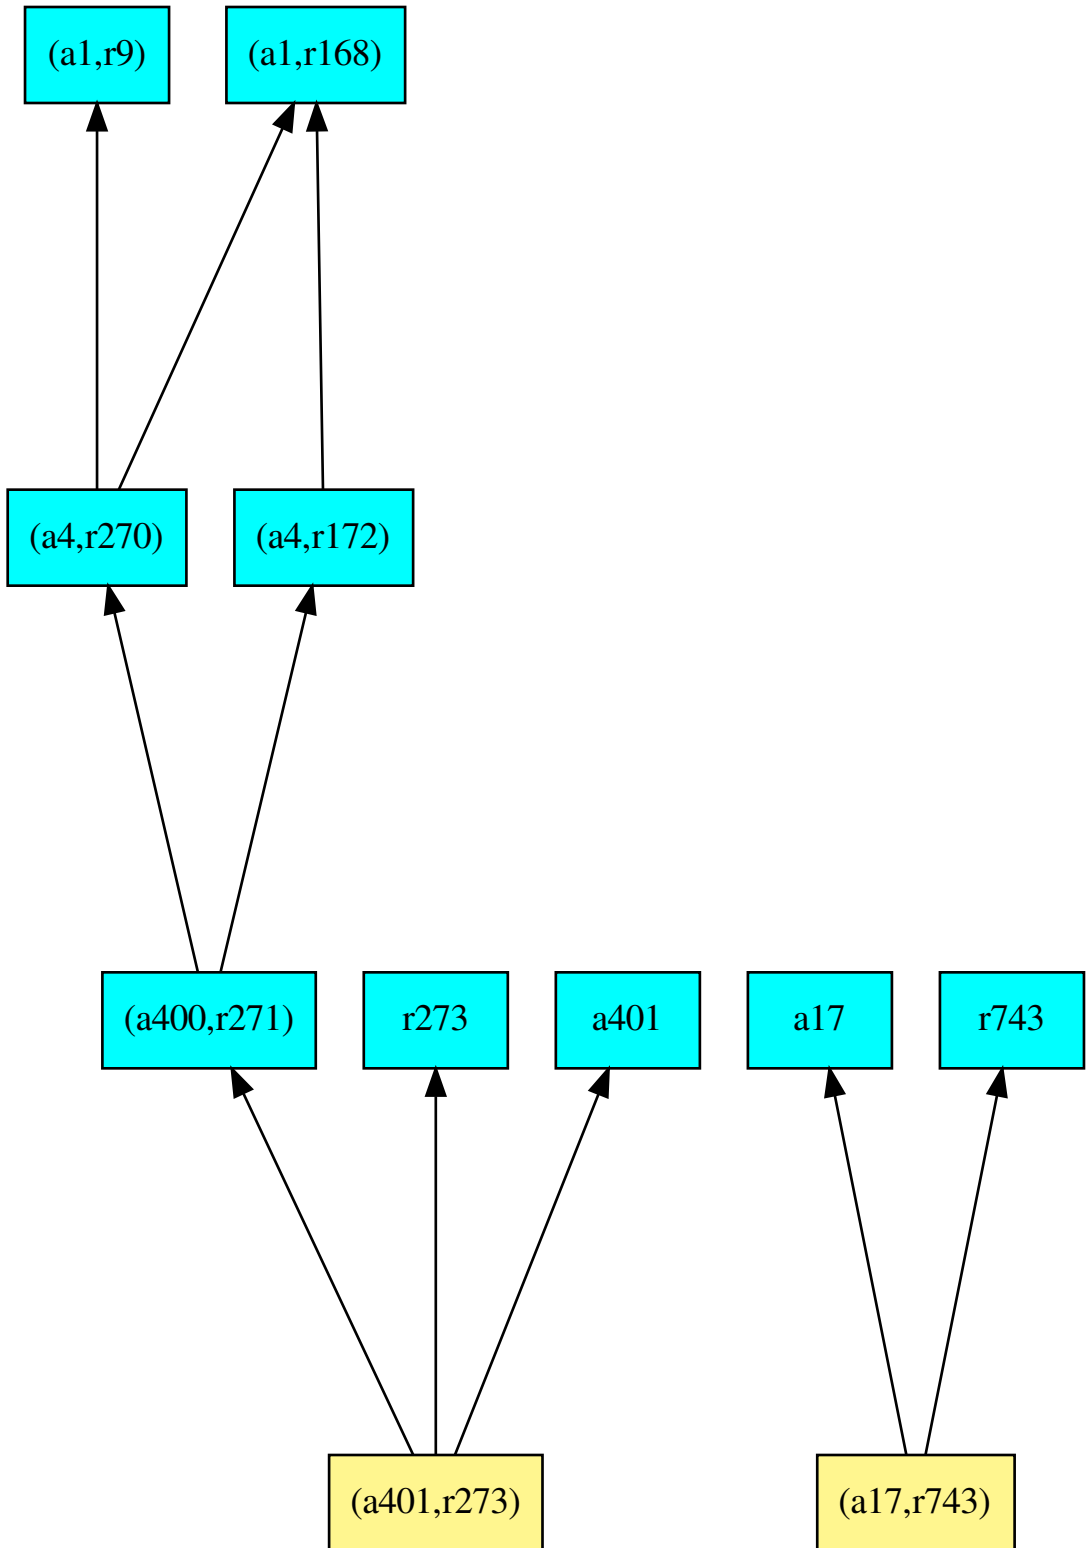 (a1,r9)
(a1,r168)
(a4,r270)
(a4,r172)
(a400,r271)
r273
a401
a17
r743
(a401,r273)
(a17,r743)